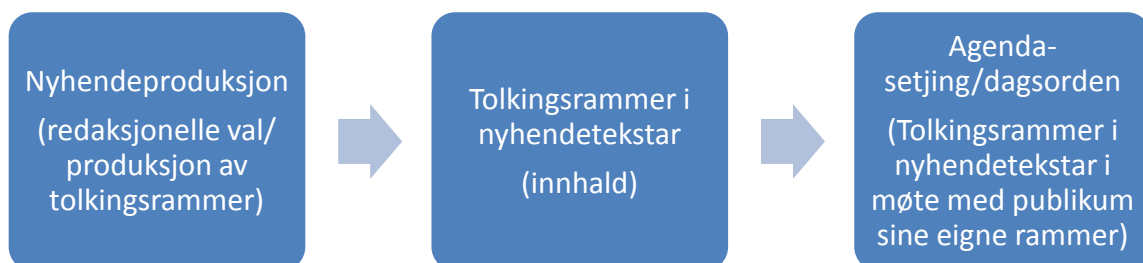 Nyhendeproduksjon
(redaksjonelle val/
produksjon av
tolkingsrammer)
Tolkingsrammer i
nyhendetekstar
(innhald)
Agenda-
setjing/dagsorden
(Tolkingsrammer i
nyhendetekstar i
møte med publikum
sine eigne rammer)